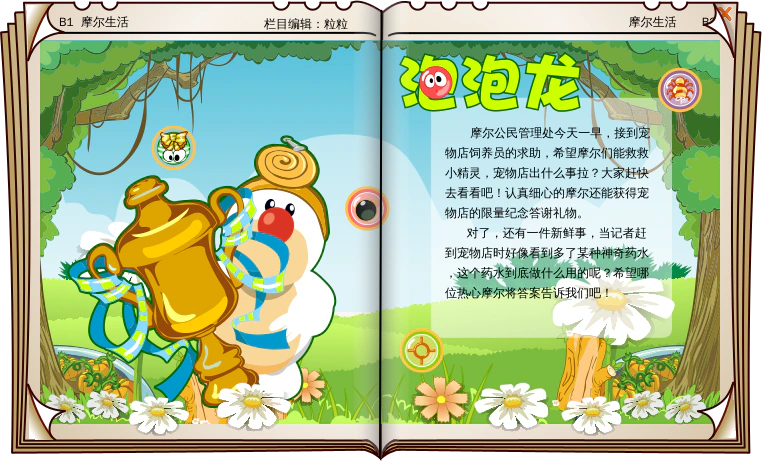 B1 摩尔生活
栏目编辑：粒粒
摩尔生活
泡泡龙
摩尔公民管理处今天一早，接到宠
物店饲养员的求助，希望摩尔们能救救
小精灵，宠物店出什么事拉？大家赶快
去看看吧！认真细心的摩尔还能获得宠
物店的限量纪念答谢礼物。
对了，还有一件新鲜事，当记者赶
到宠物店时好像看到多了某种神奇药水
，这个药水到底做什么用的呢？希望哪
位热心摩尔将答案告诉我们吧！